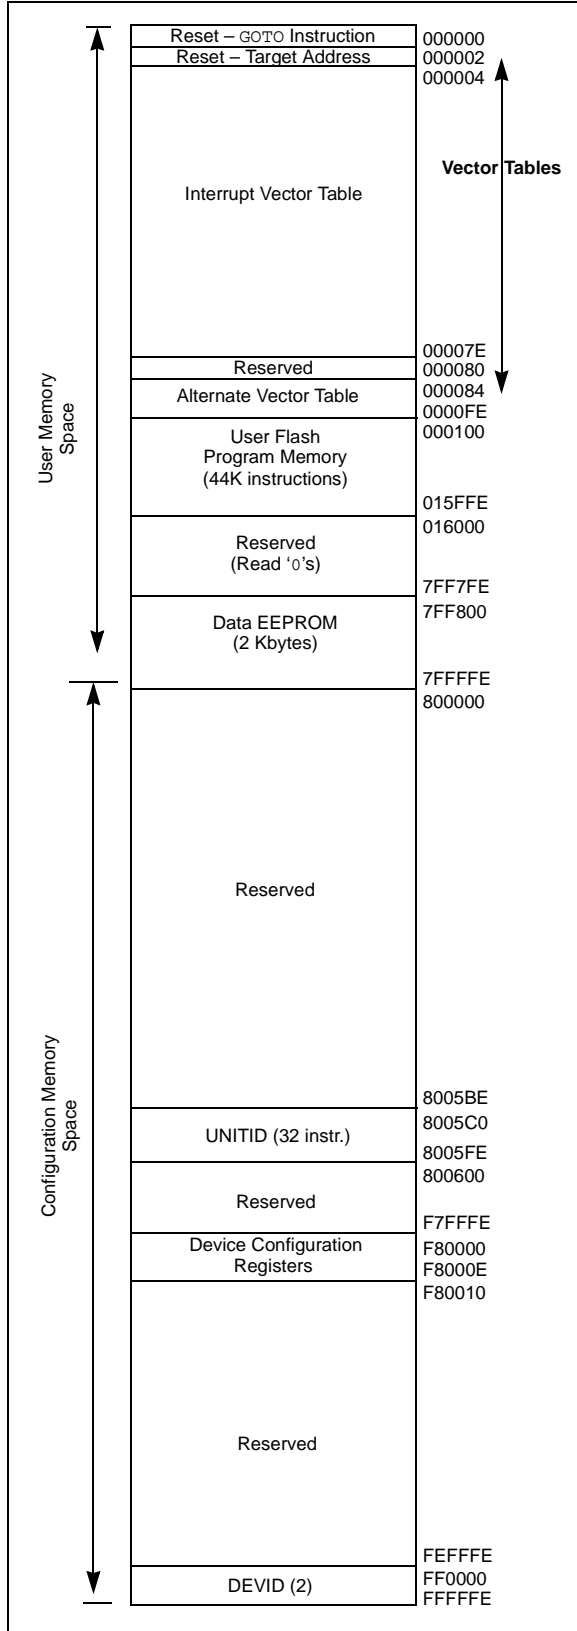 Reset – GOTO Instruction
000000
Reset – Target Address
000002
000004
Vector Tables
Interrupt Vector Table
00007E
Reserved
000080
Alternate Vector Table
000084
0000FE
User Memory
Space
User Flash
Program Memory
(44K instructions)
000100
015FFE
016000
Reserved
(Read ‘0’s)
7FF7FE
7FF800
Data EEPROM
(2 Kbytes)
7FFFFE
800000
Reserved
8005BE
Configuration Memory
Space
8005C0
UNITID (32 instr.)
8005FE
800600
Reserved
F7FFFE
Device Configuration
Registers
F80000
F8000E
F80010
Reserved
FEFFFE
DEVID (2)
FF0000
FFFFFE